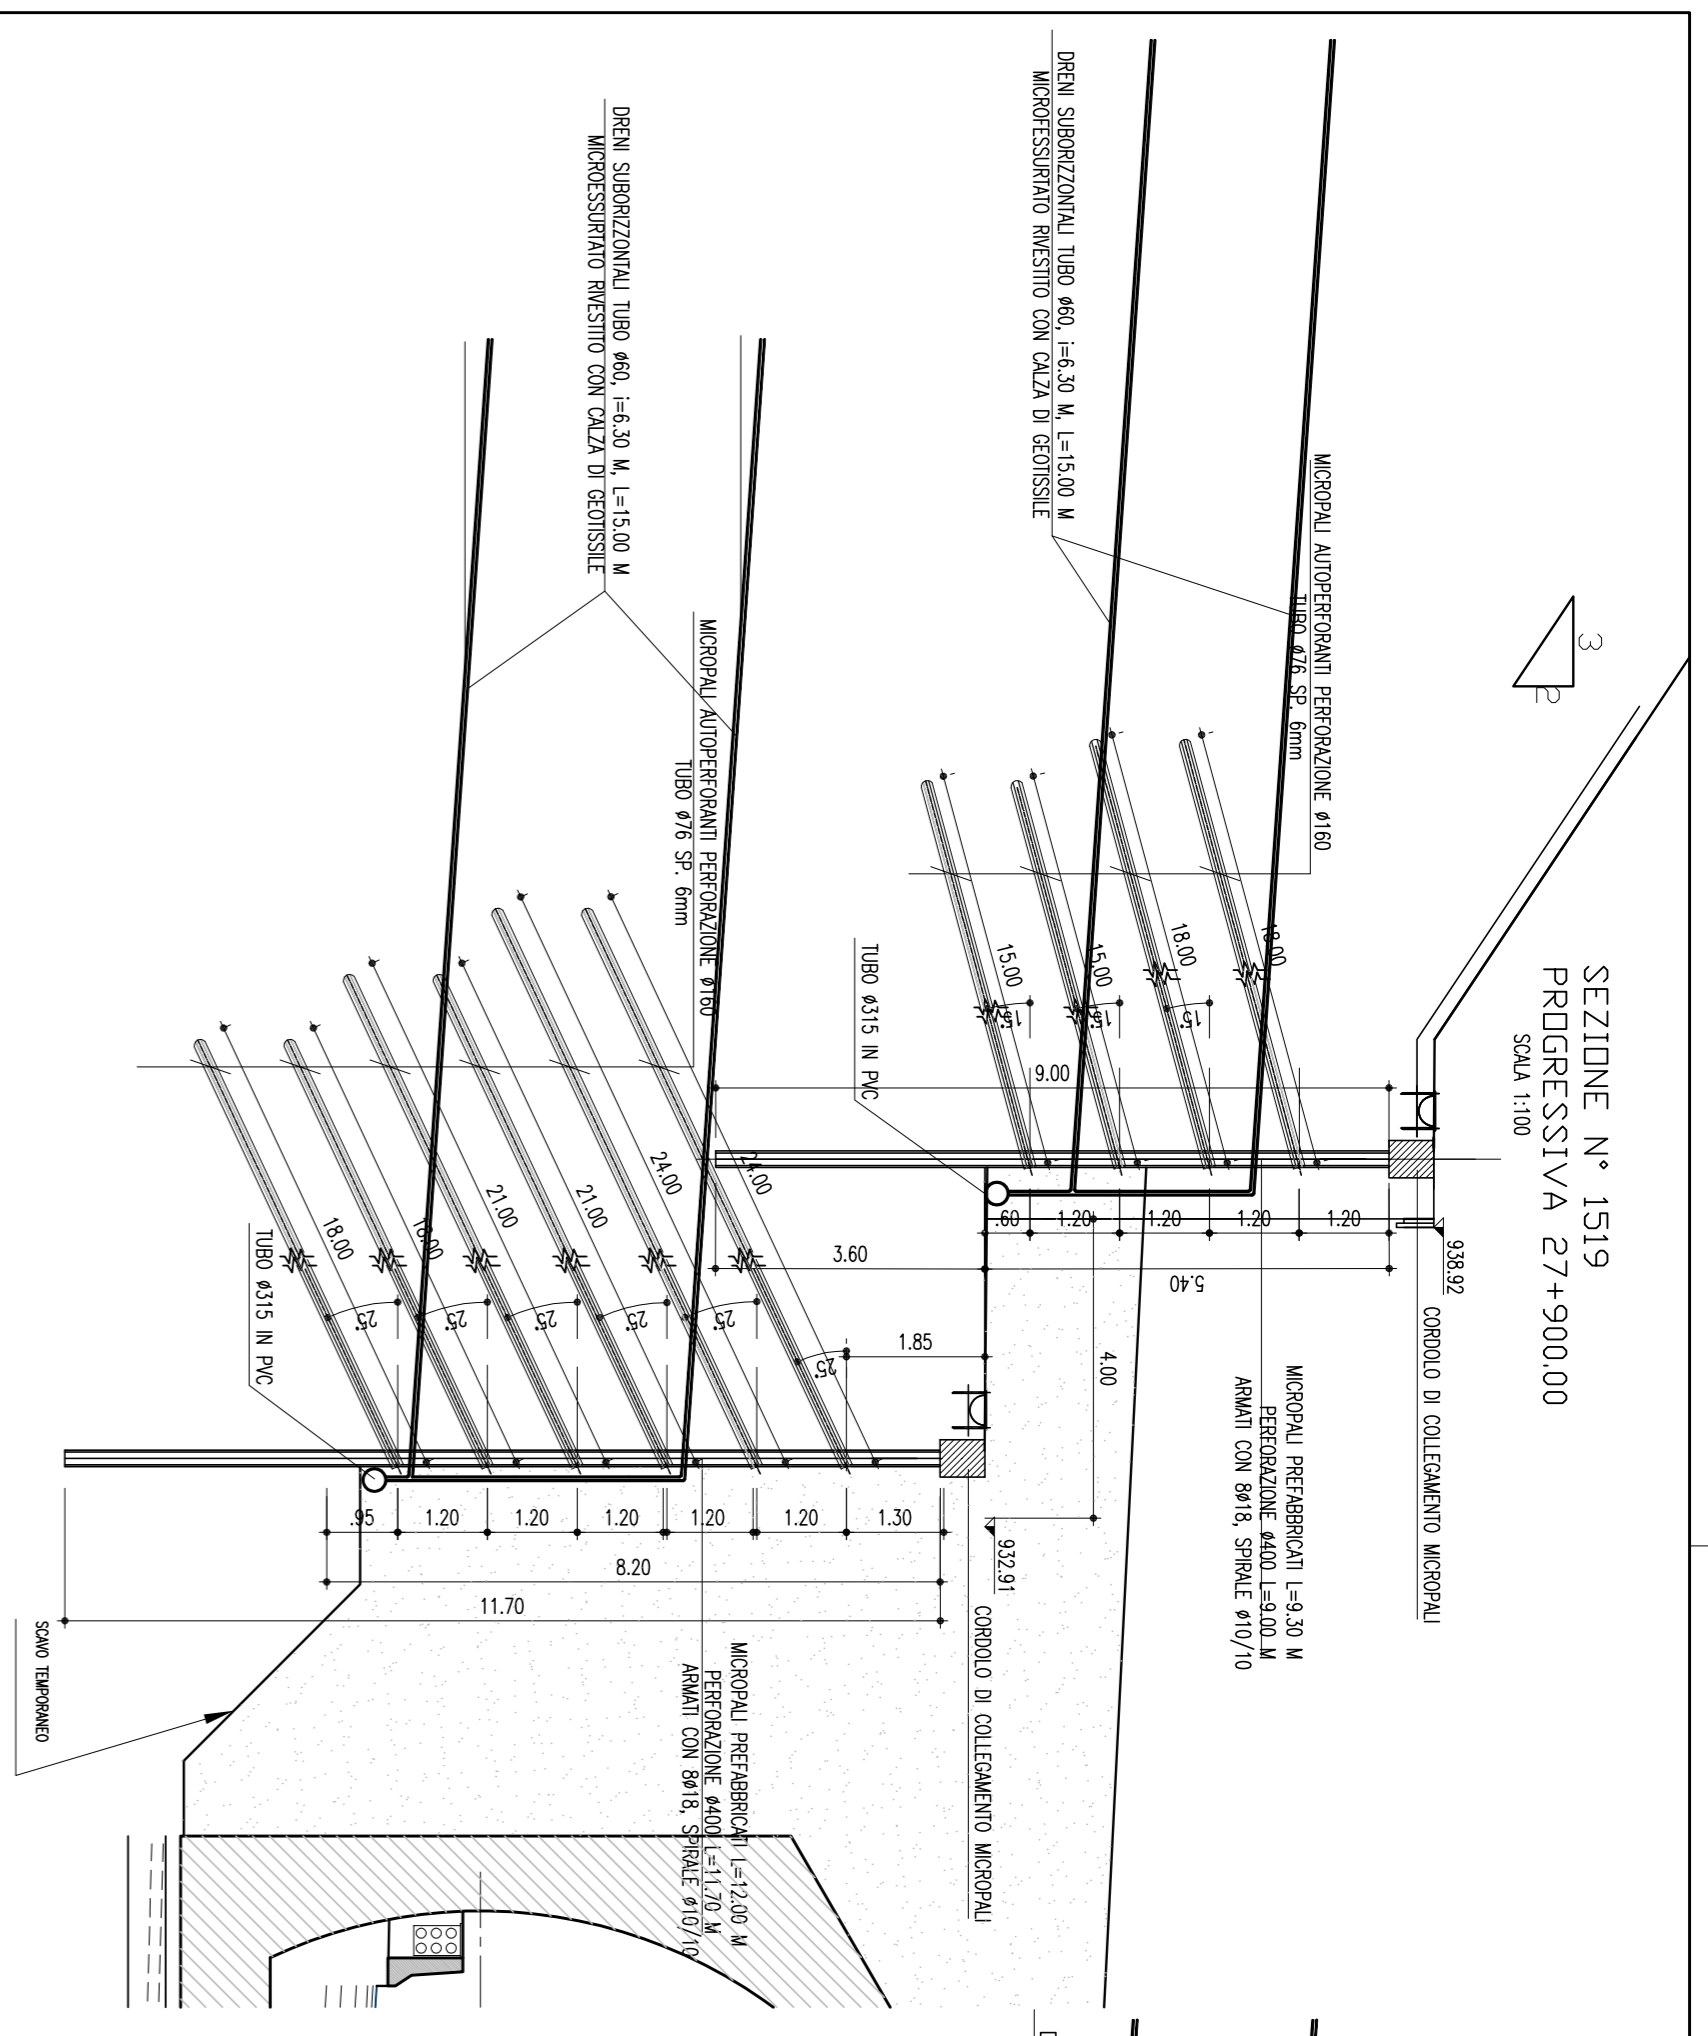 SEZIONE N° 1519
PROGRESSIVA 27+900.00
SCALA 1:100
3
2
938.92
CORDOLO DI COLLEGAMENTO MICROPALI
MICROPALI PREFABBRICATI L=9.30 M
PERFORAZIONE ø400 L=9.00 M
ARMATI CON 8ø18, SPIRALE ø10/10
MICROPALI AUTOPERFORANTI PERFORAZIONE ø160
TUBO ø76 SP. 6mm
DRENI SUBORIZZONTALI TUBO ø60, i=6.30 M, L=15.00 M
MICROFESSURTATO RIVESTITO CON CALZA DI GEOTISSILE
18.00
18.00
15.00
15.00
15°
15°
15°
9.00
1.20
1.20
1.20
1.20
.60
5.40
3.60
4.00
1.85
TUBO ø315 IN PVC
932.91
CORDOLO DI COLLEGAMENTO MICROPALI
MICROPALI PREFABBRICATI L=12.00 M
PERFORAZIONE ø400 L=11.70 M
ARMATI CON 8ø18, SPIRALE ø10/10
MICROPALI AUTOPERFORANTI PERFORAZIONE ø160
TUBO ø76 SP. 6mm
DRENI SUBORIZZONTALI TUBO ø60, i=6.30 M, L=15.00 M
MICROESSURTATO RIVESTITO CON CALZA DI GEOTISSILE
24.00
24.00
21.00
21.00
18.00
18.00
25°
25°
25°
25°
25°
25°
1.30
1.20
1.20
1.20
1.20
1.20
.95
8.20
11.70
TUBO ø315 IN PVC
SCAVO TEMPORANEO